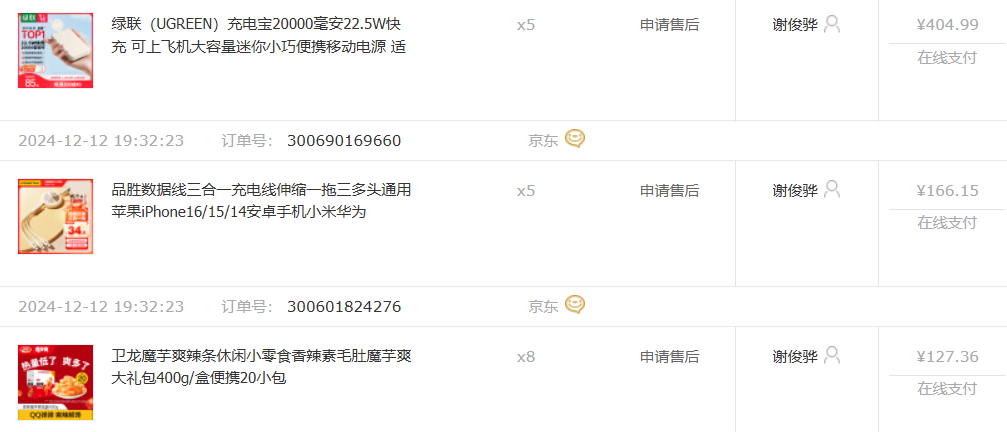 绿联（UGREEN）充电宝20000毫安22.5W快
充 可上飞机大容量迷你小巧便携移动电源 适
x5
申请售后
谢俊骅
¥404.99
在线支付
TOP1
2024-12-12 19:32:23
订单号：
300690169660
京东
品胜数据线三合一充电线伸缩一拖三多头通用
苹果iPhone16/15/14安卓手机小米华为
x5
申请售后
谢俊骅
¥166.15
在线支付
34
2024-12-12 19:32:23
订单号：
300601824276
京东
卫龙魔芋爽辣条休闲小零食香辣素毛肚魔芋爽
大礼包400g/盒便携20小包
x8
申请售后
谢俊骅
¥127.36
在线支付
热量低了 爽多了